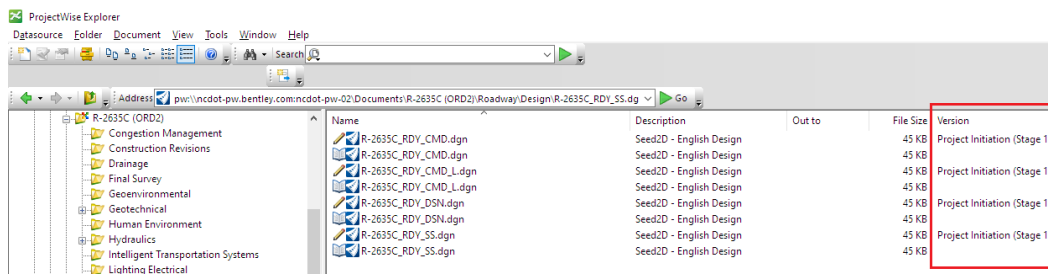 ProjectWise Explorer
Datasource Folder Document View Tools Window Help
Search
Address pw:\\ncdot-pw.bentley.com:ncdot-pw-02\Documents\R-2635C (ORD2)\Roadway\Design\R-2635C_RDY_SS.dg Go
R-2635C (ORD2)
Congestion Management
Construction Revisions
Drainage
Final Survey
Geoenvironmental
Geotechnical
Human Environment
Hydraulics
Intelligent Transportation Systems
Lighting Electrical
Name Description Out to File Size Version
R-2635C_RDY_CMD.dgn Seed2D - English Design 45 KB Project Initiation (Stage 1
R-2635C_RDY_CMD.dgn Seed2D - English Design 45 KB
R-2635C_RDY_CMD_L.dgn Seed2D - English Design 45 KB Project Initiation (Stage 1
R-2635C_RDY_CMD_L.dgn Seed2D - English Design 45 KB
R-2635C_RDY_DSN.dgn Seed2D - English Design 45 KB Project Initiation (Stage 1
R-2635C_RDY_DSN.dgn Seed2D - English Design 45 KB
R-2635C_RDY_SS.dgn Seed2D - English Design 45 KB Project Initiation (Stage 1
R-2635C_RDY_SS.dgn Seed2D - English Design 45 KB